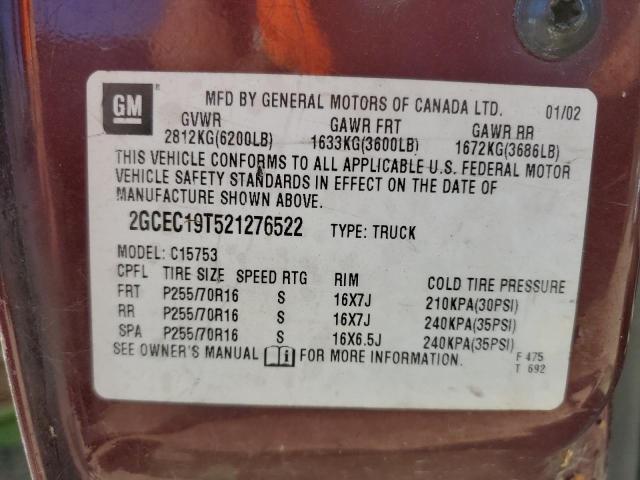 GM
®
MFD BY GENERAL MOTORS OF CANADA LTD. 01/02
GVWR GAWR FRT GAWR RR
2812KG(6200LB) 1633KG(3600LB) 1672KG(3686LB)
THIS VEHICLE CONFORMS TO ALL APPLICABLE U.S. FEDERAL MOTOR
VEHICLE SAFETY STANDARDS IN EFFECT ON THE DATE OF
MANUFACTURE SHOWN ABOVE.
2GCEC19T521276522 TYPE: TRUCK
MODEL: C15753
CPFL TIRE SIZE SPEED RTG RIM COLD TIRE PRESSURE
FRT P255/70R16 S 16X7J 210KPA(30PSI)
RR P255/70R16 S 16X7J 240KPA(35PSI)
SPA P255/70R16 S 16X6.5J 240KPA(35PSI)
SEE OWNER'S MANUAL i FOR MORE INFORMATION.
F 475
T 692